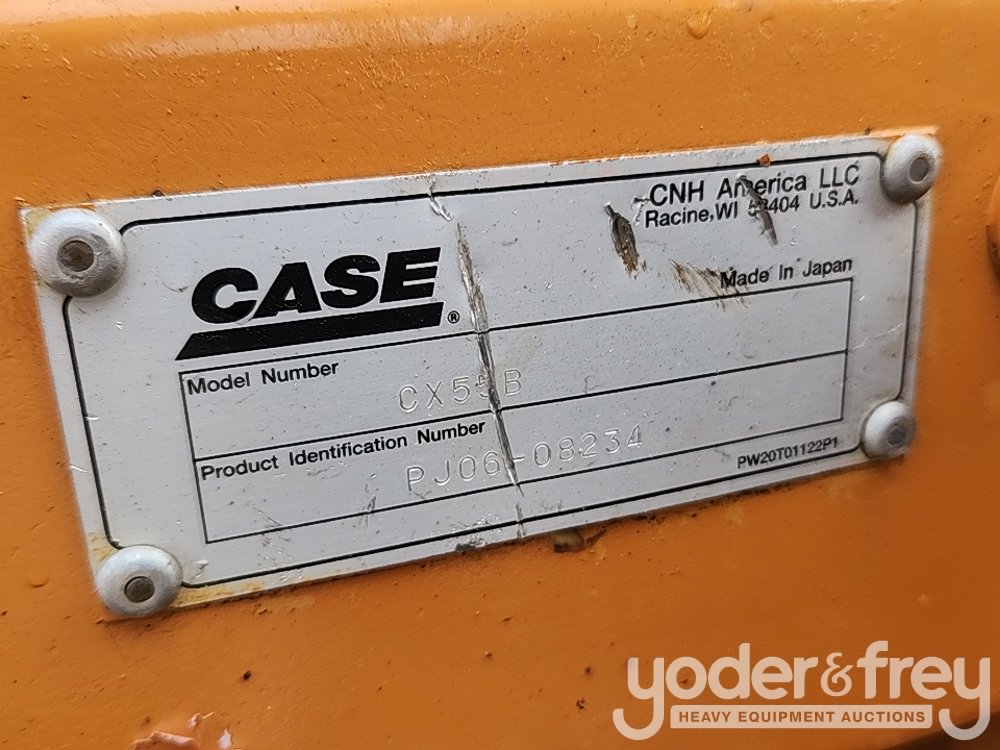 CNH America LLC
Racine, WI 53404 U.S.A.
CASE®
Made In Japan
Model Number
CX55B
Product Identification Number
PJ06-08234
PW20T01122P1
yoder&frey
HEAVY EQUIPMENT AUCTIONS